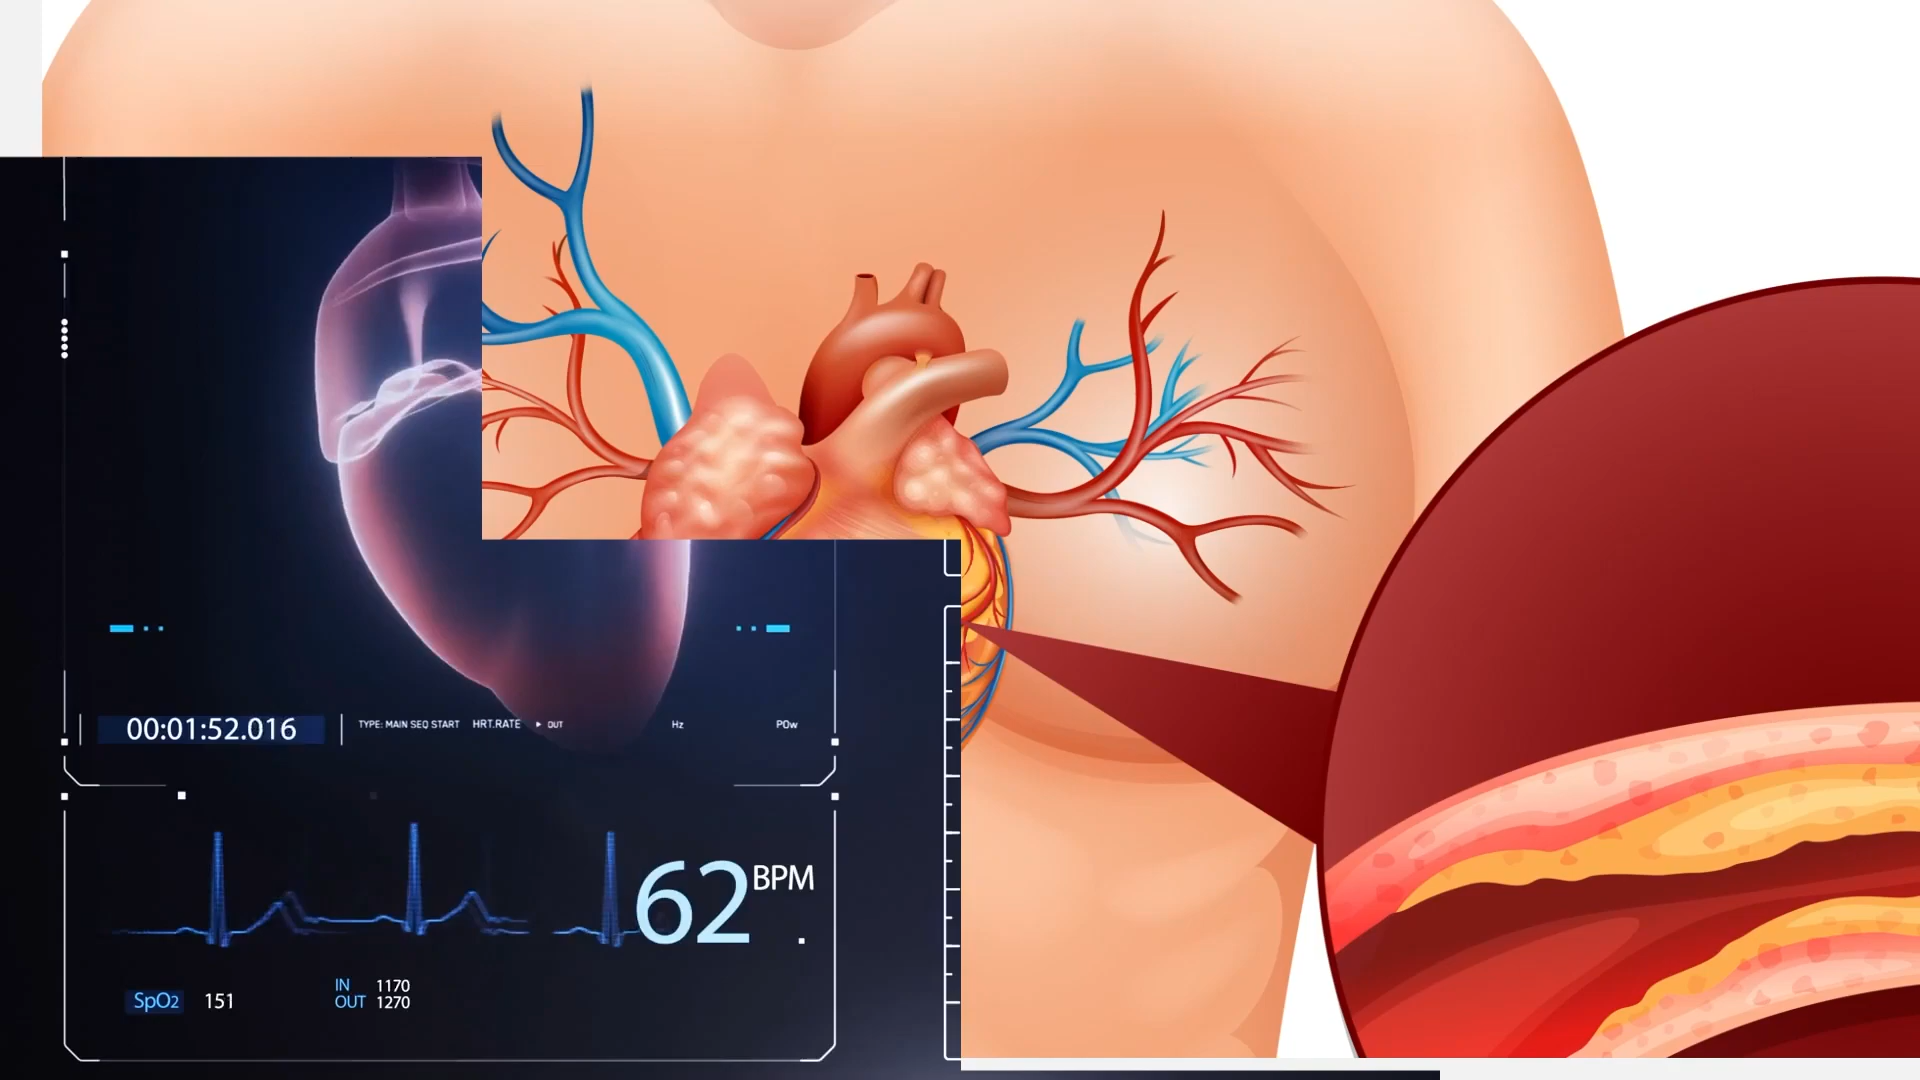 00:01:52.016
TYPE: MAIN SEQ START HRT.RATE OUT Hz POw
62 BPM
SpO2 151
IN 1170
OUT 1270